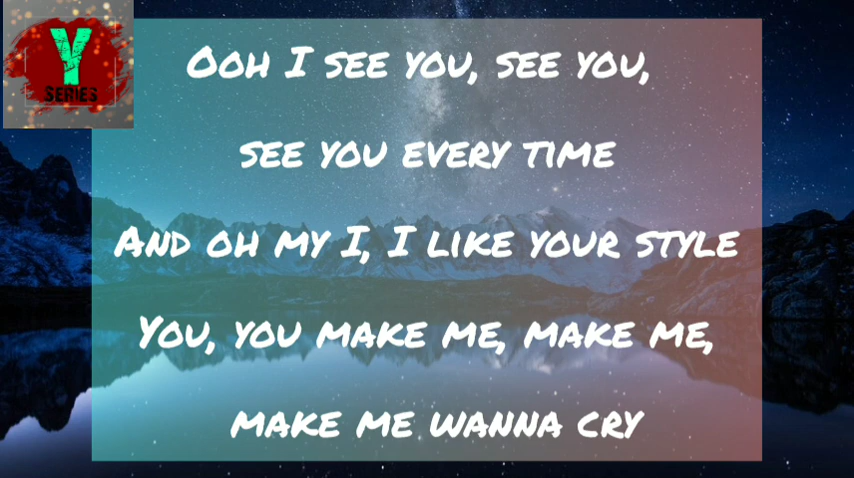 Y
SERIES
Ooh I see you, see you,
see you every time
And oh my I, I like your style
You, you make me, make me,
make me wanna cry